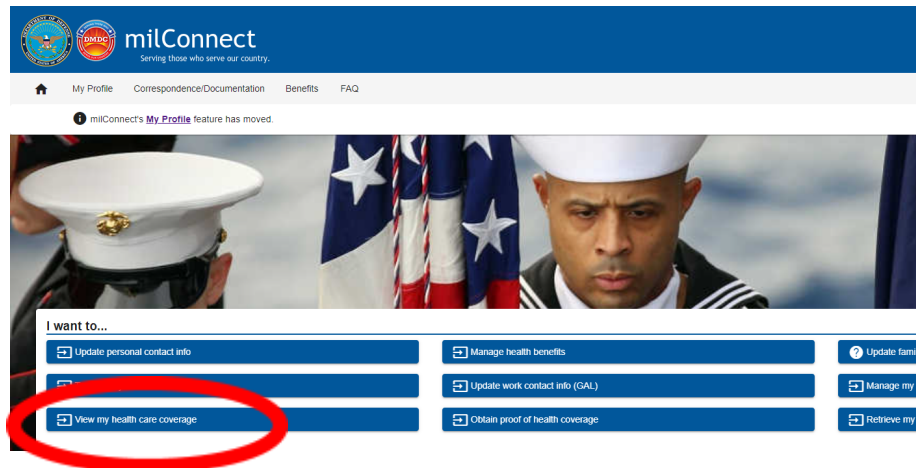 DMDC
milConnect
Serving those who serve our country.
My Profile Correspondence/Documentation Benefits FAQ
milConnect's My Profile feature has moved.
I want to...
Update personal contact info Manage health benefits Update fami
Update work contact info (GAL) Manage my
View my health care coverage Obtain proof of health coverage Retrieve my